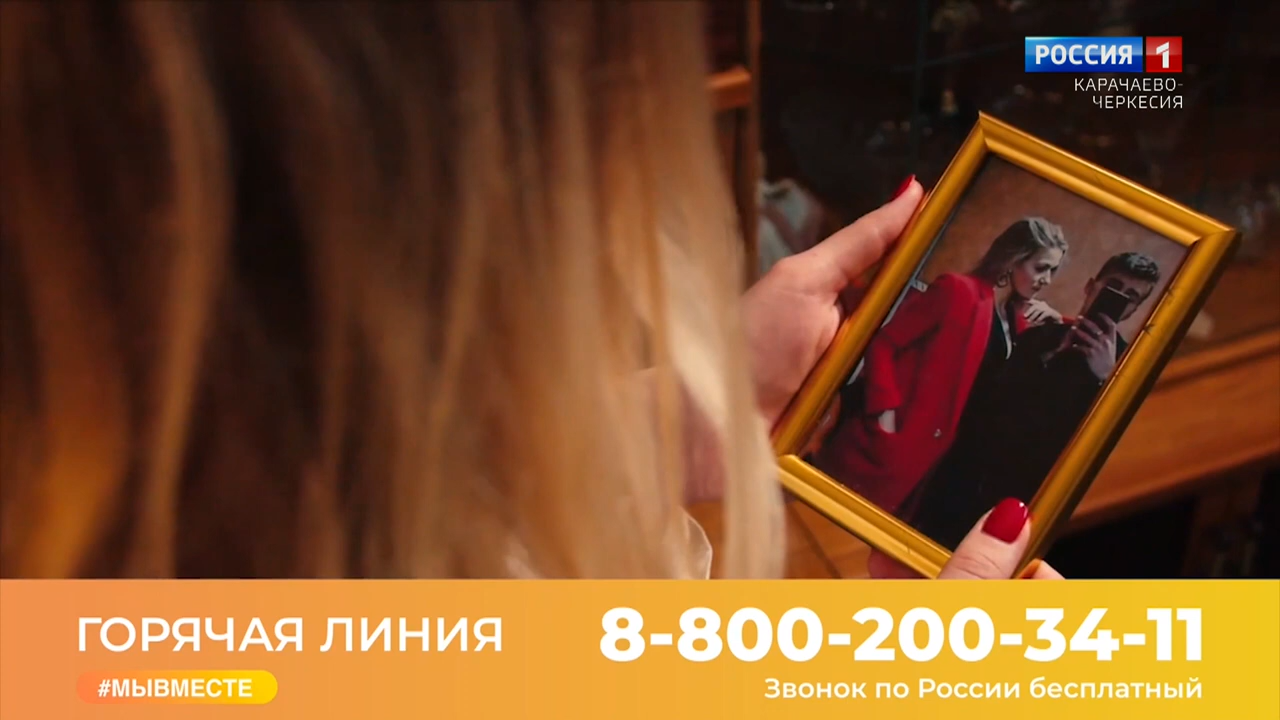 РОССИЯ 1
КАРАЧАЕВО-
ЧЕРКЕСИЯ
ГОРЯЧАЯ ЛИНИЯ
8-800-200-34-11
#МЫВМЕСТЕ
Звонок по России бесплатный